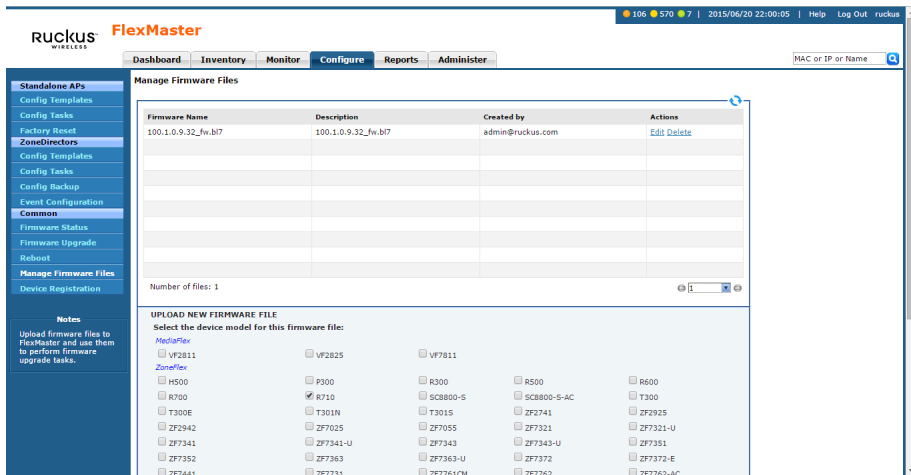 106 570 7 | 2015/06/20 22:00:05 | Help Log Out ruckus
RUCKUS WIRELESS
FlexMaster
Dashboard Inventory Monitor Configure Reports Administer
MAC or IP or Name
Standalone APs
Config Templates
Config Tasks
Factory Reset
ZoneDirectors
Config Templates
Config Tasks
Config Backup
Event Configuration
Common
Firmware Status
Firmware Upgrade
Reboot
Manage Firmware Files
Device Registration
Notes
Upload firmware files to
FlexMaster and use them
to perform firmware
upgrade tasks.
Manage Firmware Files
Firmware Name Description Created by Actions
100.1.0.9.32_fw.bl7 100.1.0.9.32_fw.bl7 admin@ruckus.com Edit Delete
Number of files: 1 1
UPLOAD NEW FIRMWARE FILE
Select the device model for this firmware file:
MediaFlex
VF2811 VF2825 VF7811
ZoneFlex
H500 P300 R300 R500 R600
R700 R710 SC8800-S SC8800-S-AC T300
T300E T301N T301S ZF2741 ZF2925
ZF2942 ZF7025 ZF7055 ZF7321 ZF7321-U
ZF7341 ZF7341-U ZF7343 ZF7343-U ZF7351
ZF7352 ZF7363 ZF7363-U ZF7372 ZF7372-E
ZF7441 ZF7731 ZF7761CM ZF7762 ZF7762-AC